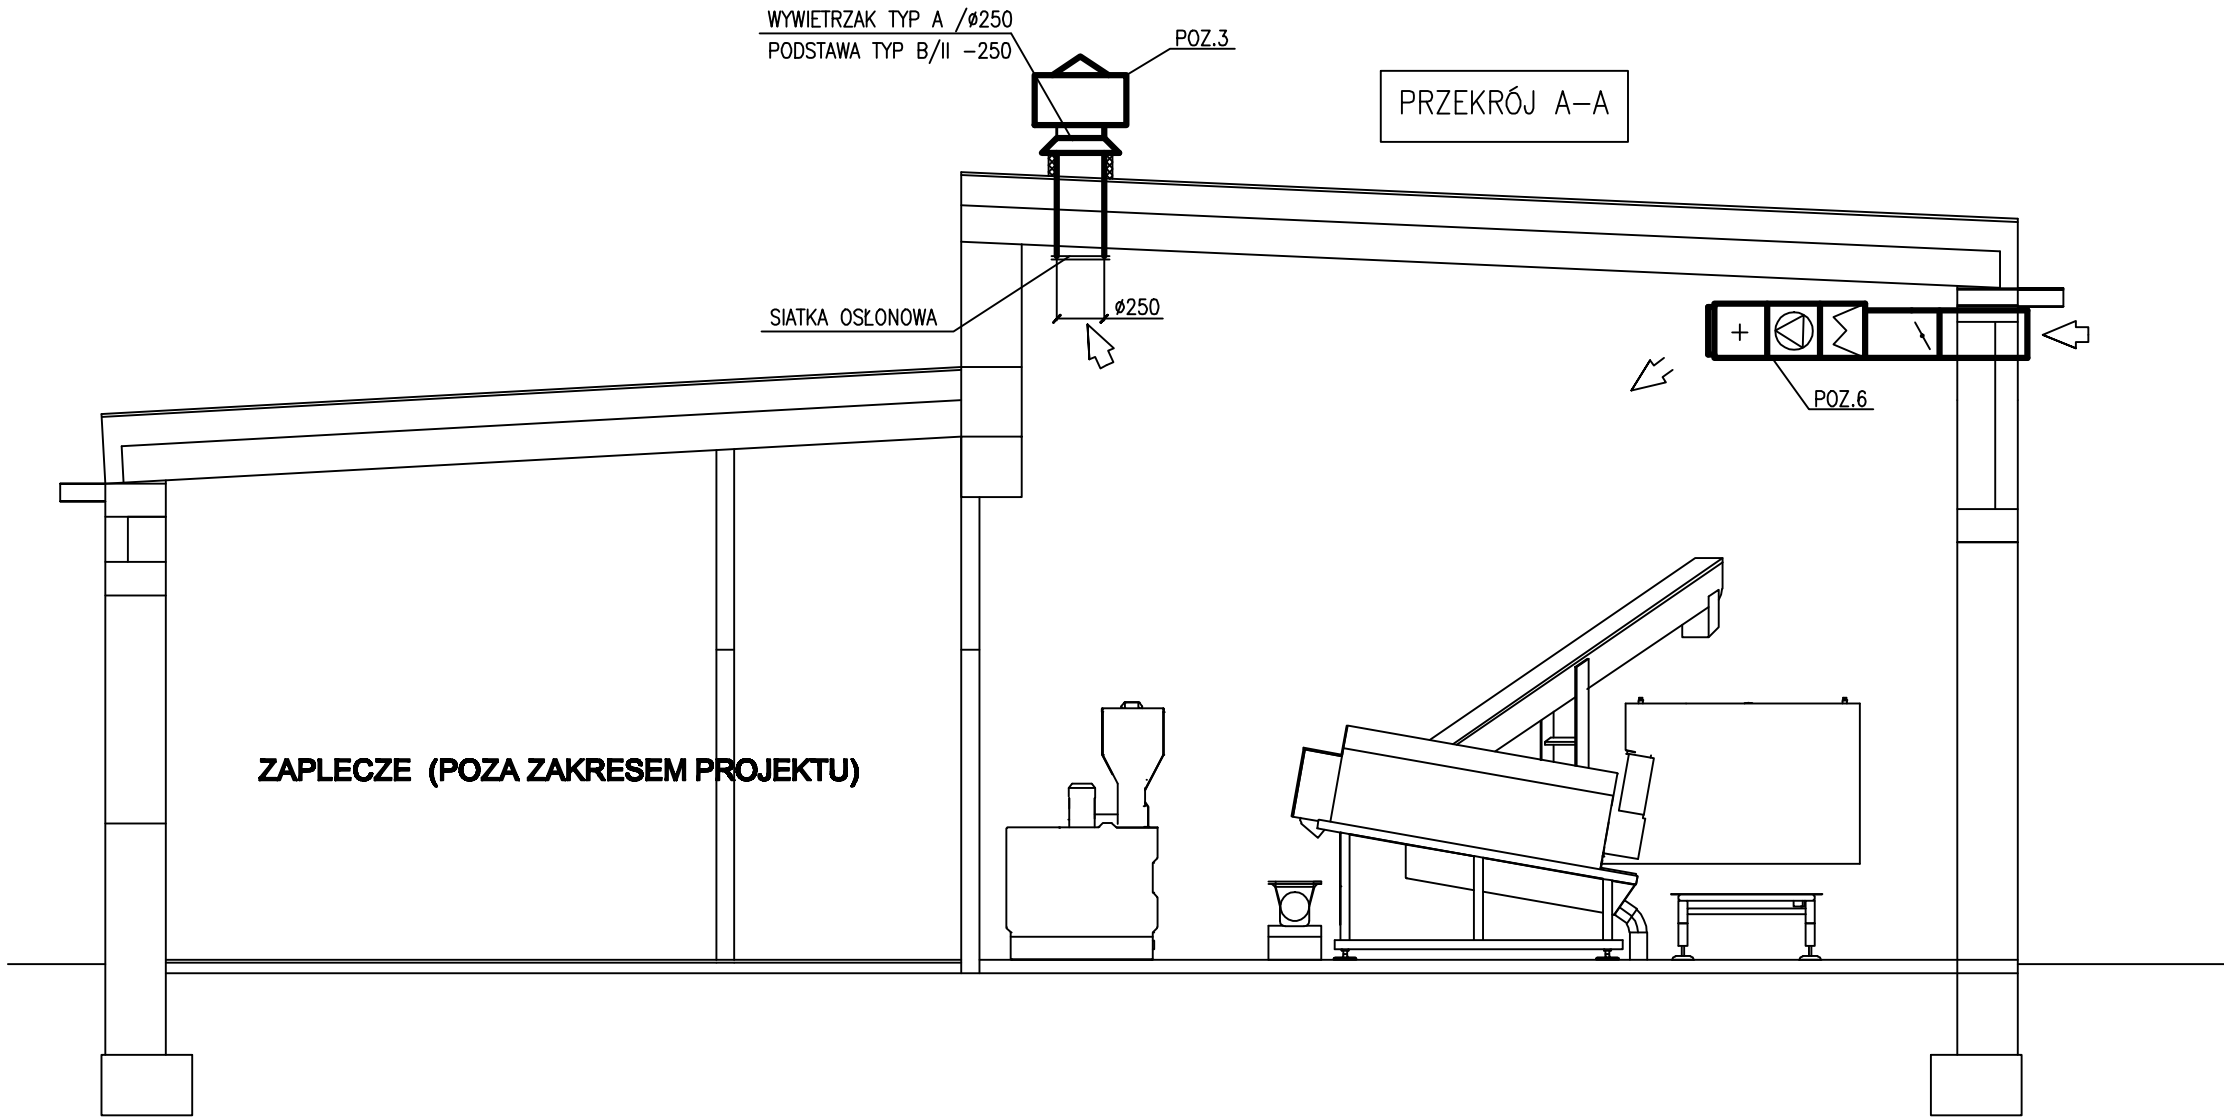 WYWIETRZAK TYP A /ø250
PODSTAWA TYP B/II -250
POZ.3
PRZEKRÓJ A-A
SIATKA OSŁONOWA
ø250
POZ.6
ZAPLECZE (POZA ZAKRESEM PROJEKTU)